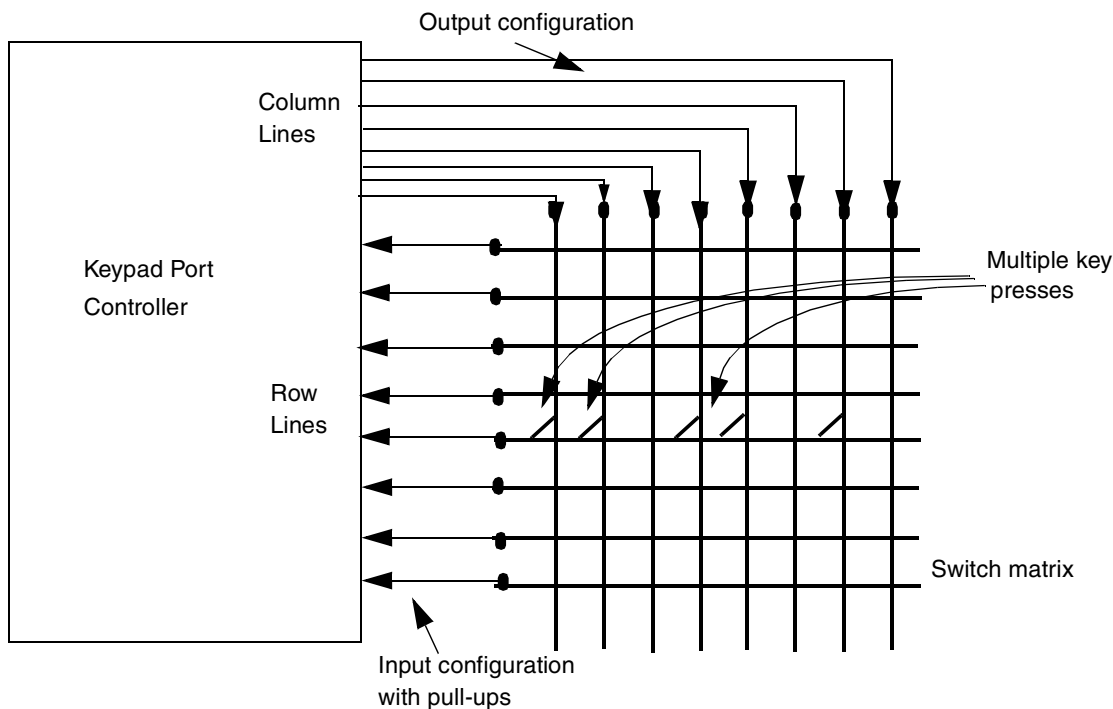 Output configuration
Column
Lines
Keypad Port
Controller
Multiple key
presses
Row
Lines
Switch matrix
Input configuration
with pull-ups